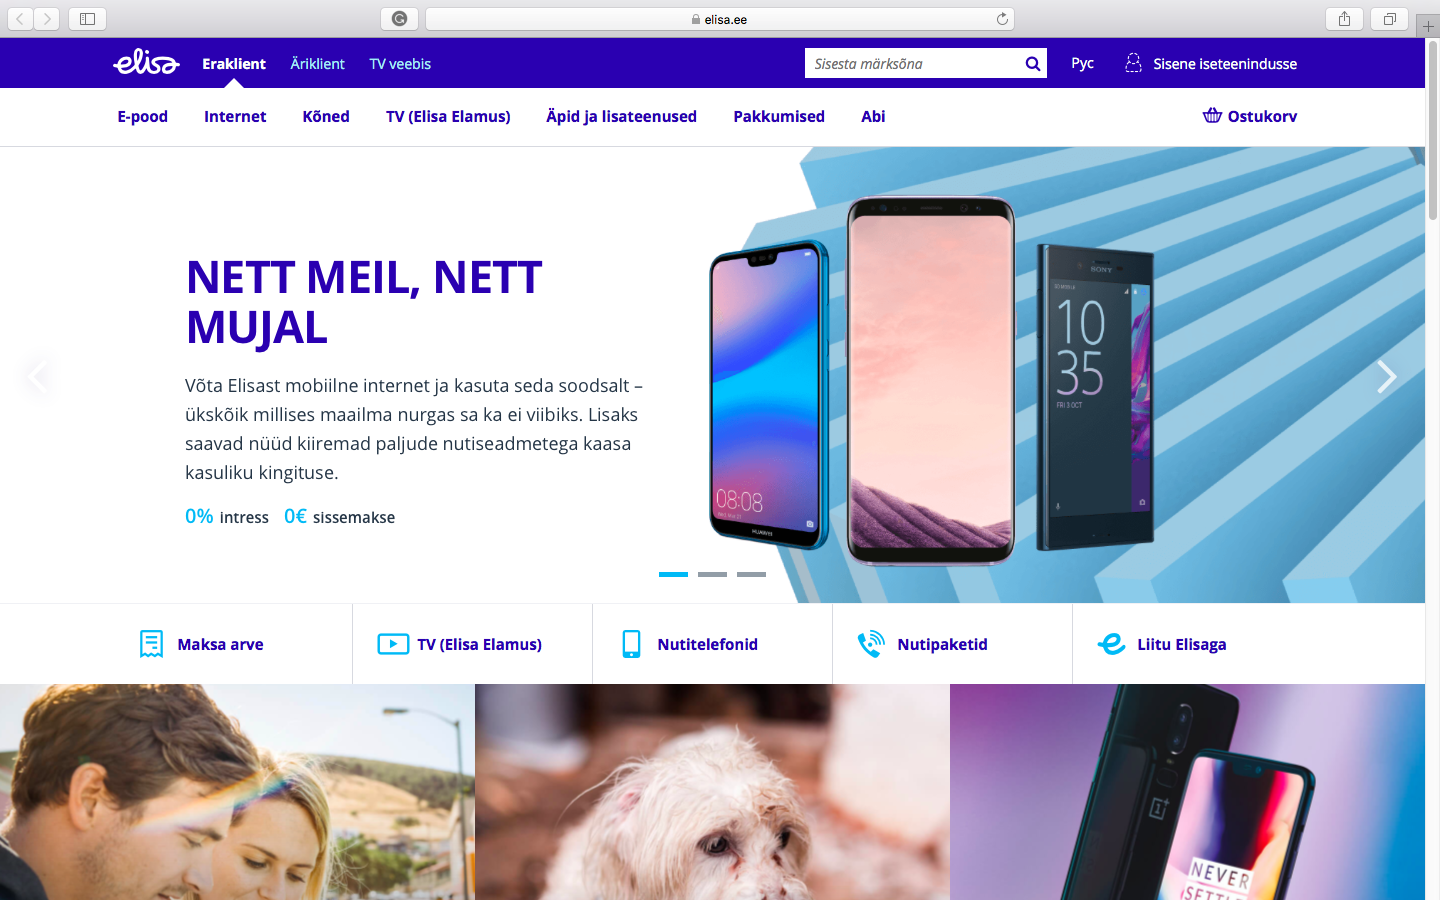 elisa.ee
elisa Eraklient Äriklient TV veebis Sisesta märksõna Рус Sisene iseteenindusse
E-pood Internet Kõned TV (Elisa Elamus) Äpid ja lisateenused Pakkumised Abi Ostukorv
NETT MEIL, NETT
MUJAL
Võta Elisast mobiilne internet ja kasuta seda soodsalt –
ükskõik millises maailma nurgas sa ka ei viibiks. Lisaks
saavad nüüd kiiremad paljude nutiseadmetega kaasa
kasuliku kingituse.
0% intress 0€ sissemakse
08:08
HUAWEI
SONY
10
35
FRI 3 OCT
Maksa arve TV (Elisa Elamus) Nutitelefonid Nutipaketid Liitu Elisaga
NEVER
SETTLE